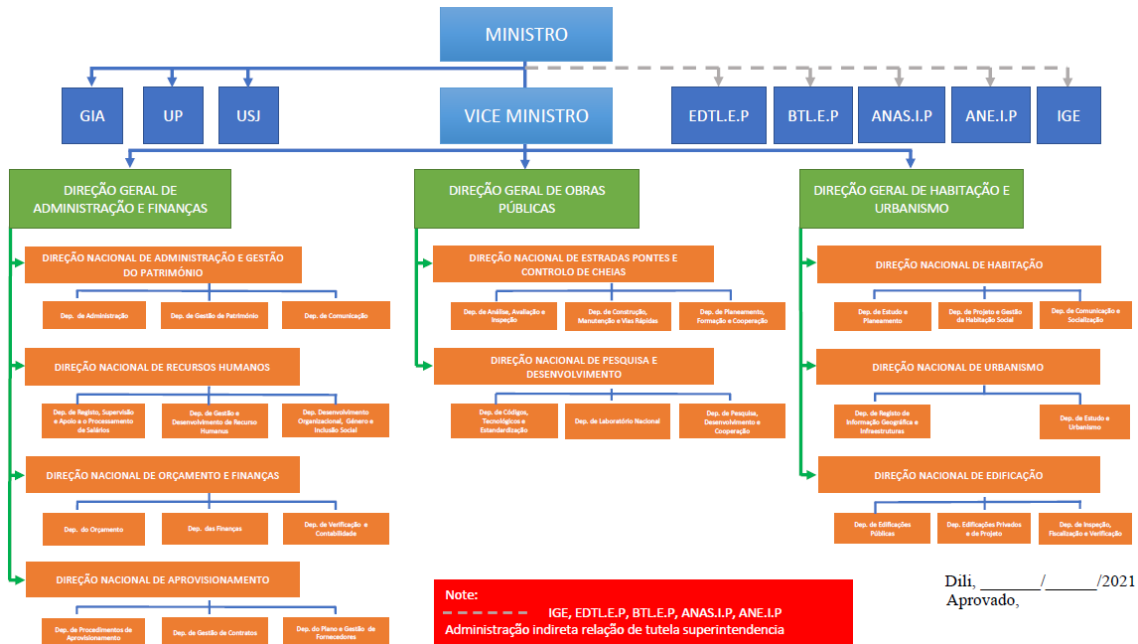 MINISTRO
GIA
UP
USJ
VICE MINISTRO
EDTL.E.P
BTL.E.P
ANAS.I.P
ANE.I.P
IGE
DIREÇÃO GERAL DE
ADMINISTRAÇÃO E FINANÇAS
DIREÇÃO NACIONAL DE ADMINISTRAÇÃO E GESTÃO
DO PATRIMÓNIO
Dep. de Administração
Dep. de Gestão de Património
Dep. de Comunicação
DIREÇÃO NACIONAL DE RECURSOS HUMANOS
Dep. de Registo, Supervisão
e Apoio a o Processamento
de Salários
Dep. de Gestão e
Desenvolvimento de Recurso
Humanus
Dep. Desenvolvimento
Organizacional, Género e
Inclusão Social
DIREÇÃO NACIONAL DE ORÇAMENTO E FINANÇAS
Dep. do Orçamento
Dep. das Finanças
Dep. de Verificação e
Contabilidade
DIREÇÃO NACIONAL DE APROVISIONAMENTO
Dep. de Procedimentos de
Aprovisionamento
Dep. de Gestão de Contratos
Dep. do Plano e Gestão de
Fornecedores
DIREÇÃO GERAL DE OBRAS
PÚBLICAS
DIREÇÃO NACIONAL DE ESTRADAS PONTES E
CONTROLO DE CHEIAS
Dep. de Análise, Avaliação e
Inspeção
Dep. de Construção,
Manutenção e Vias Rápidas
Dep. de Planeamento,
Formação e Cooperação
DIREÇÃO NACIONAL DE PESQUISA E
DESENVOLVIMENTO
Dep. de Códigos,
Tecnológicos e
Estandardização
Dep. de Laboratório Nacional
Dep. de Pesquisa,
Desenvolvimento e
Cooperação
DIREÇÃO GERAL DE HABITAÇÃO E
URBANISMO
DIREÇÃO NACIONAL DE HABITAÇÃO
Dep. de Estudo e
Planeamento
Dep. de Projeto e Gestão
da Habitação Social
Dep. de Comunicação e
Socialização
DIREÇÃO NACIONAL DE URBANISMO
Dep. de Registo de
Informação Geográfica e
Infraestruturas
Dep. de Estudo e
Urbanismo
DIREÇÃO NACIONAL DE EDIFICAÇÃO
Dep. de Edificações
Públicas
Dep. Edificações Privados
e de Projeto
Dep. de Inspeção,
Fiscalização e Verificação
Note:
IGE, EDTL.E.P, BTL.E.P, ANAS.I.P, ANE.I.P
Administração indireta relação de tutela superintendencia
Dili, _______/______/2021
Aprovado,